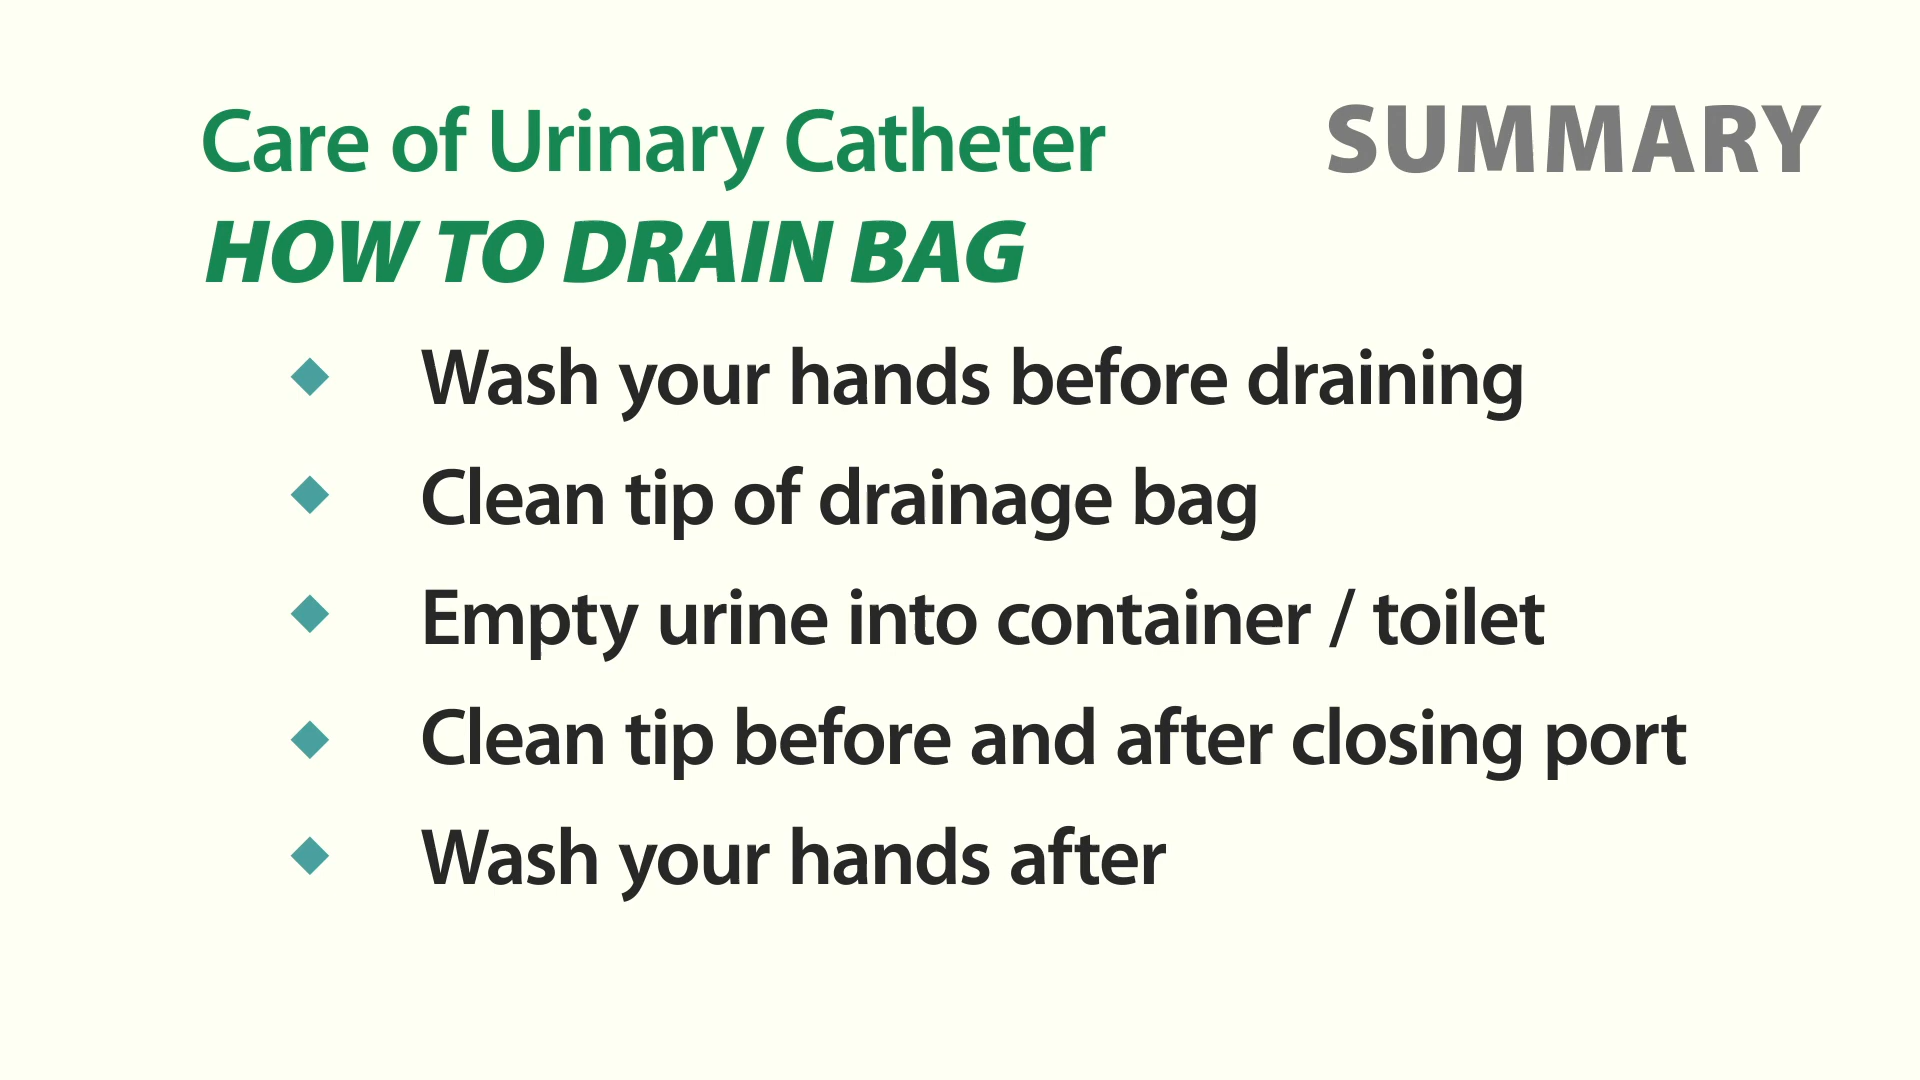 Care of Urinary Catheter
SUMMARY
HOW TO DRAIN BAG
Wash your hands before draining
Clean tip of drainage bag
Empty urine into container / toilet
Clean tip before and after closing port
Wash your hands after